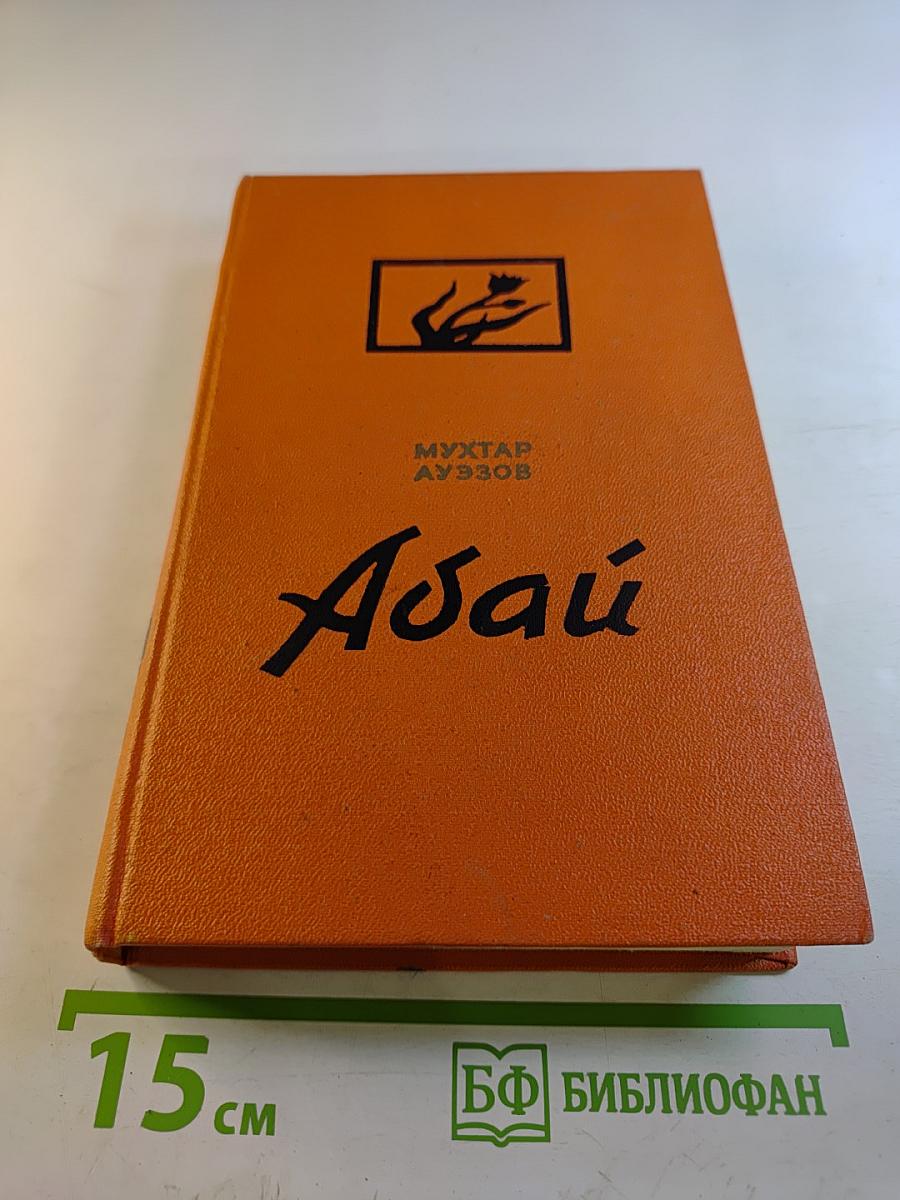 МУХТАР
АУЭЗОВ
Абай
15 см
БФ БИБЛИОФАН